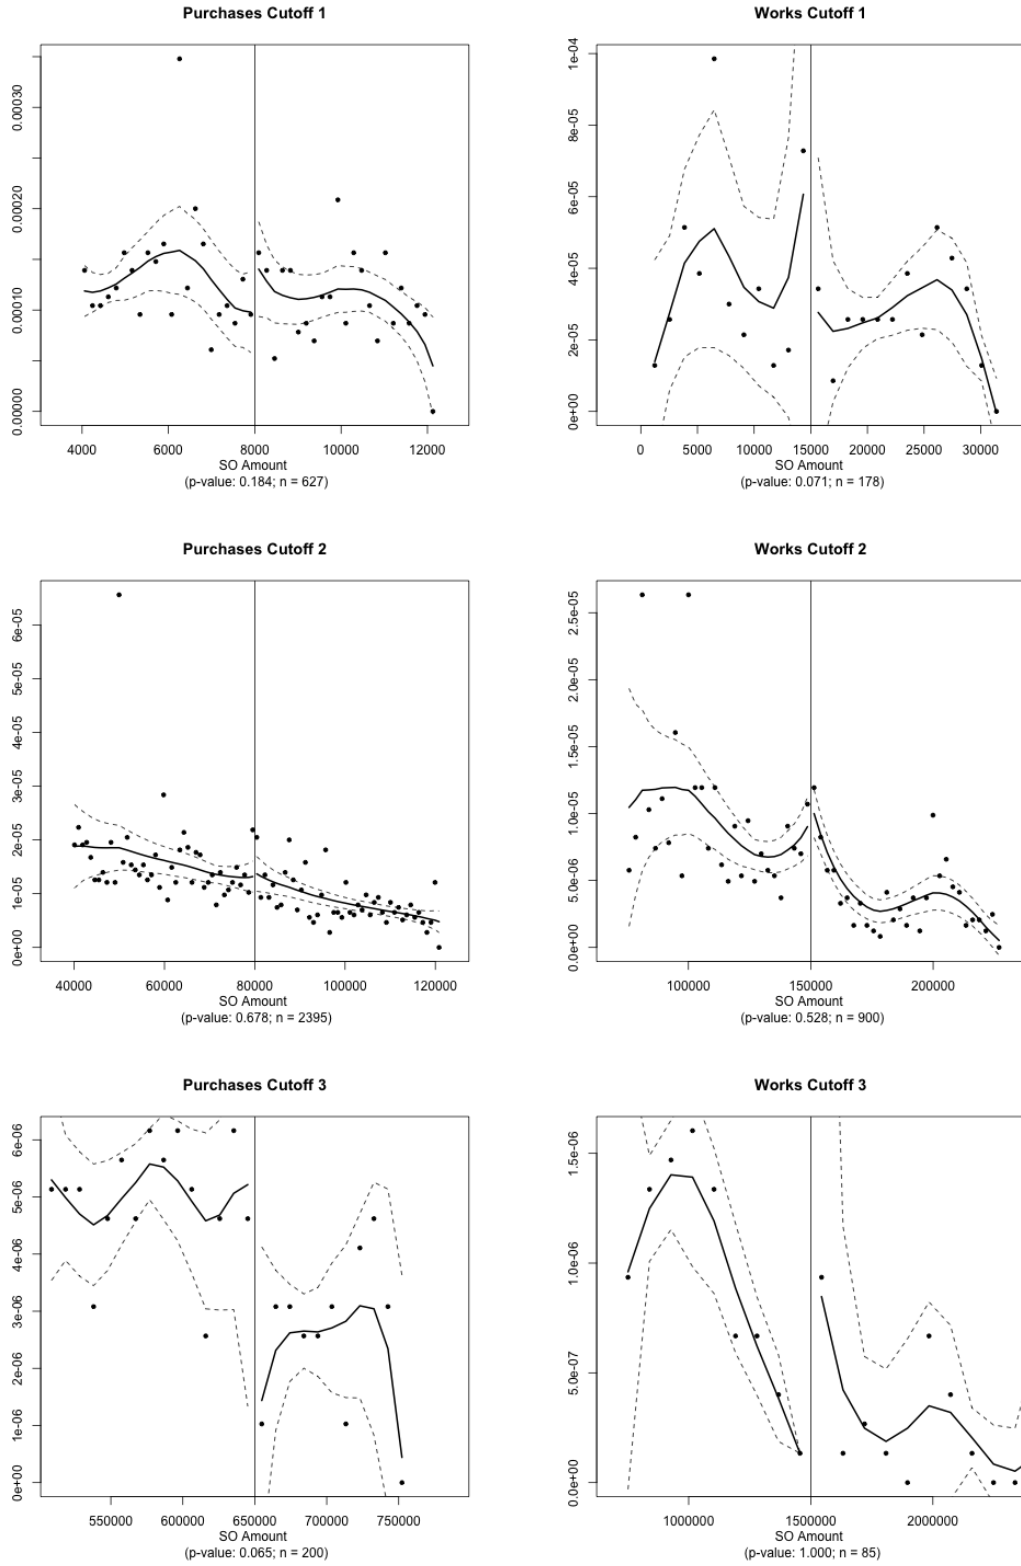 Purchases Cutoff 1
0.00000 0.00010 0.00020 0.00030
4000 6000 8000 10000 12000
SO Amount
(p-value: 0.184; n = 627)
Works Cutoff 1
0e+00 2e-05 4e-05 6e-05 8e-05 1e-04
0 5000 10000 15000 20000 25000 30000
SO Amount
(p-value: 0.071; n = 178)
Purchases Cutoff 2
0e+00 1e-05 2e-05 3e-05 4e-05 5e-05 6e-05
40000 60000 80000 100000 120000
SO Amount
(p-value: 0.678; n = 2395)
Works Cutoff 2
0.0e+00 5.0e-06 1.0e-05 1.5e-05 2.0e-05 2.5e-05
100000 150000 200000
SO Amount
(p-value: 0.528; n = 900)
Purchases Cutoff 3
0e+00 1e-06 2e-06 3e-06 4e-06 5e-06 6e-06
550000 600000 650000 700000 750000
SO Amount
(p-value: 0.065; n = 200)
Works Cutoff 3
0.0e+00 5.0e-07 1.0e-06 1.5e-06
1000000 1500000 2000000
SO Amount
(p-value: 1.000; n = 85)